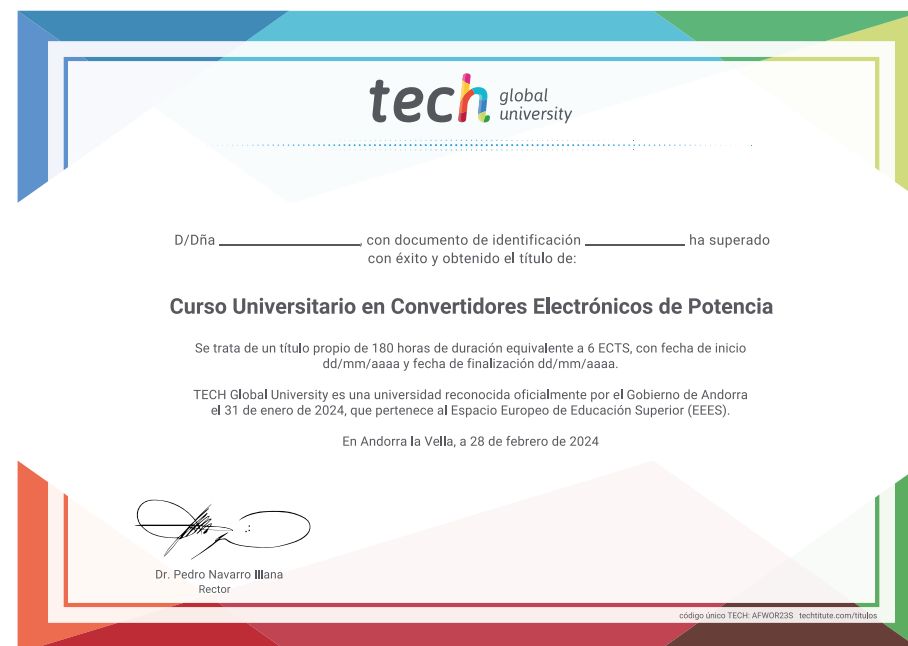 tech global
university
D/Dña ____________________, con documento de identificación ______________ ha superado
con éxito y obtenido el título de:
Curso Universitario en Convertidores Electrónicos de Potencia
Se trata de un título propio de 180 horas de duración equivalente a 6 ECTS, con fecha de inicio
dd/mm/aaaa y fecha de finalización dd/mm/aaaa.
TECH Global University es una universidad reconocida oficialmente por el Gobierno de Andorra
el 31 de enero de 2024, que pertenece al Espacio Europeo de Educación Superior (EEES).
En Andorra la Vella, a 28 de febrero de 2024
Dr. Pedro Navarro Illana
Rector
código único TECH: AFWOR23S techtitute.com/titulos